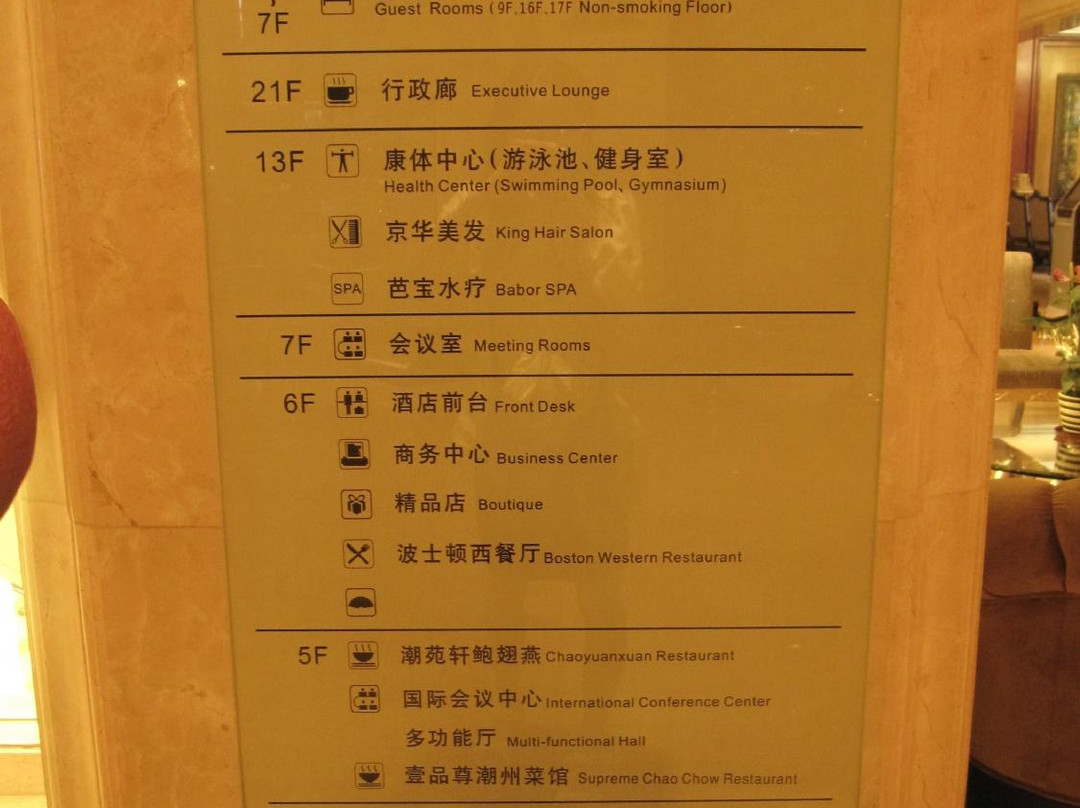 7F Guest Rooms (9F,16F,17F Non-smoking Floor)
21F 行政廊 Executive Lounge
13F 康体中心(游泳池、健身室)
Health Center (Swimming Pool、Gymnasium)
京华美发 King Hair Salon
SPA 芭宝水疗 Babor SPA
7F 会议室 Meeting Rooms
6F 酒店前台 Front Desk
商务中心 Business Center
精品店 Boutique
波士顿西餐厅 Boston Western Restaurant
5F 潮苑轩鲍翅燕 Chaoyuanxuan Restaurant
国际会议中心 International Conference Center
多功能厅 Multi-functional Hall
壹品尊潮州菜馆 Supreme Chao Chow Restaurant